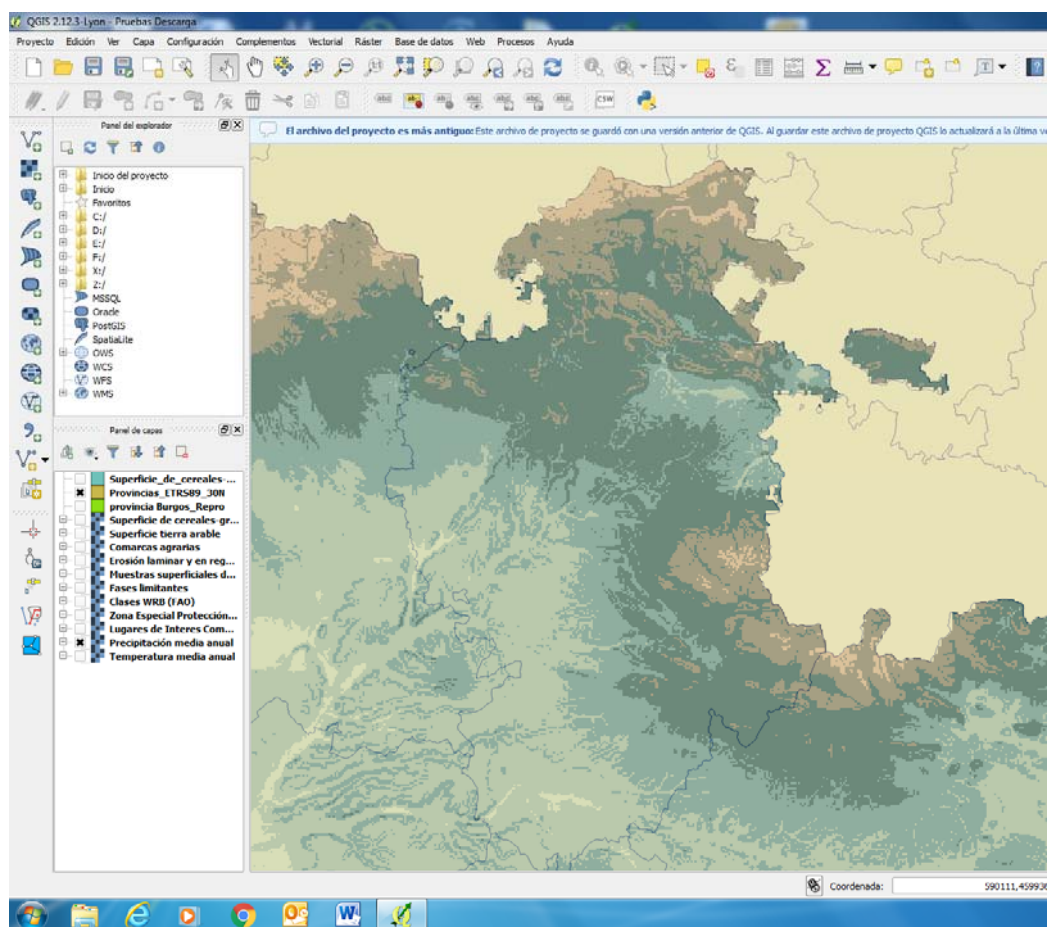 QGIS 2.12.3-Lyon - Pruebas Descarga
Proyecto Edición Ver Capa Configuración Complementos Vectorial Ráster Base de datos Web Procesos Ayuda
CSW
Panel del explorador
El archivo del proyecto es más antiguo: Este archivo de proyecto se guardó con una versión anterior de QGIS. Al guardar este archivo de proyecto QGIS lo actualizará a la última
Inicio del proyecto
Inicio
Favoritos
C:/
D:/
E:/
F:/
X:/
Z:/
MSSQL
Oracle
PostGIS
SpatiaLite
OWS
WCS
WFS
WMS
Panel de capas
Superficie_de_cereales-...
Provincias_ETRS89_30N
provincia Burgos_Repro
Superficie de cereales-gr...
Superficie tierra arable
Comarcas agrarias
Erosión laminar y en reg...
Muestras superficiales d...
Fases limitantes
Clases WRB (FAO)
Zona Especial Protección...
Lugares de Interes Com...
Precipitación media anual
Temperatura media anual
Coordenada: 590111,459936